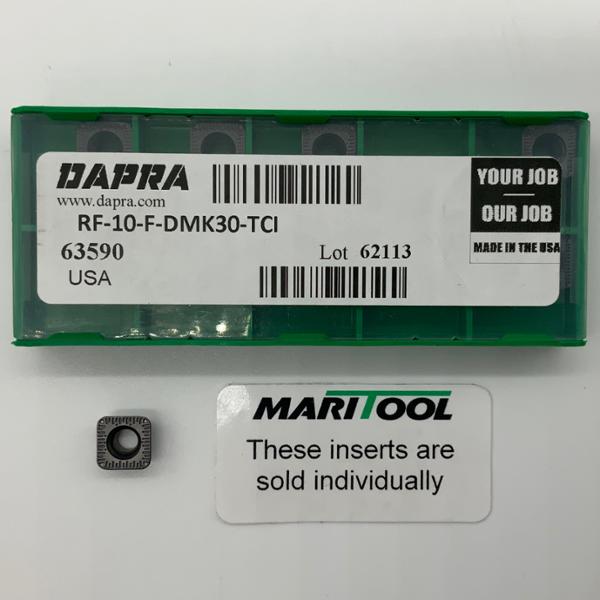 DAPRA
www.dapra.com
RF-10-F-DMK30-TCI
63590
Lot 62113
USA
YOUR JOB
OUR JOB
MADE IN THE USA
MARITOOL
These inserts are
sold individually